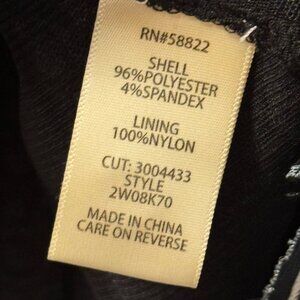 RN#58822
SHELL
96%POLYESTER
4%SPANDEX
LINING
100%NYLON
CUT: 3004433
STYLE
2W08K70
MADE IN CHINA
CARE ON REVERSE